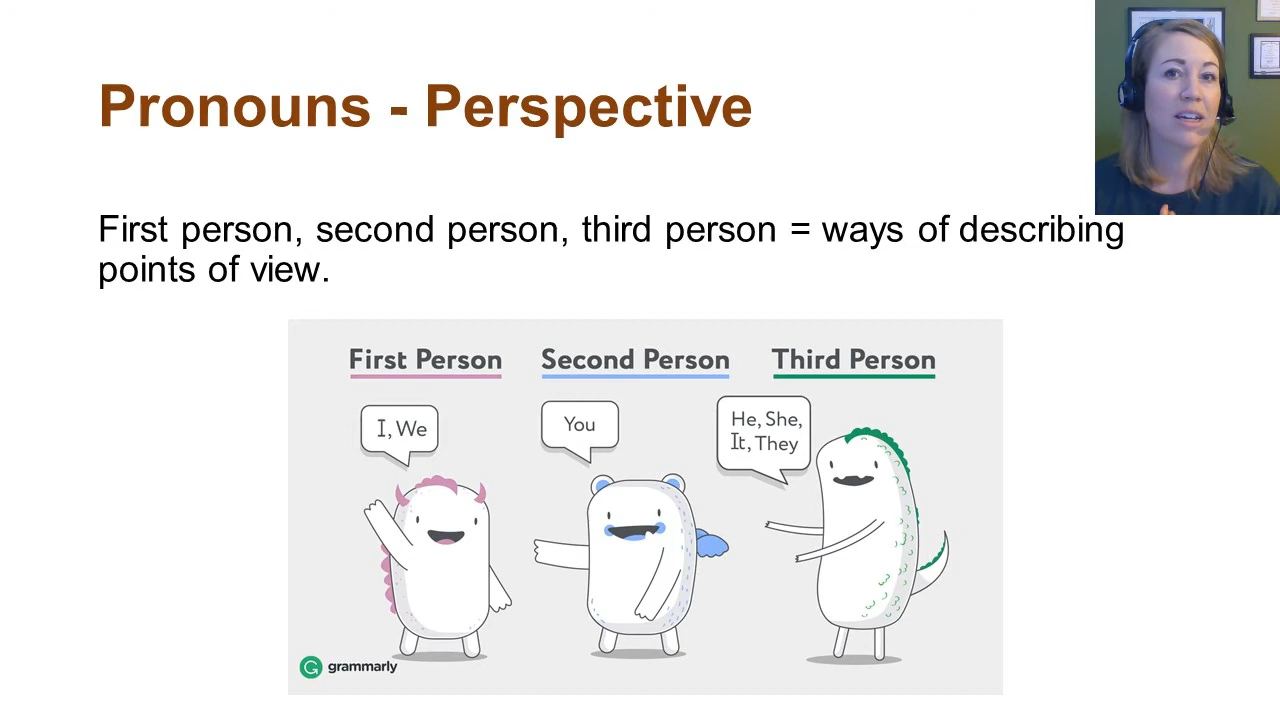 Pronouns - Perspective
First person, second person, third person = ways of describing
points of view.
First Person
Second Person
Third Person
I, We
You
He, She,
It, They
grammarly